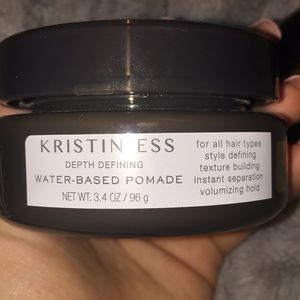 KRISTIN ESS
DEPTH DEFINING
WATER-BASED POMADE
NET WT. 3.4 OZ / 96 g
for all hair types
style defining
texture building
instant separation
volumizing hold